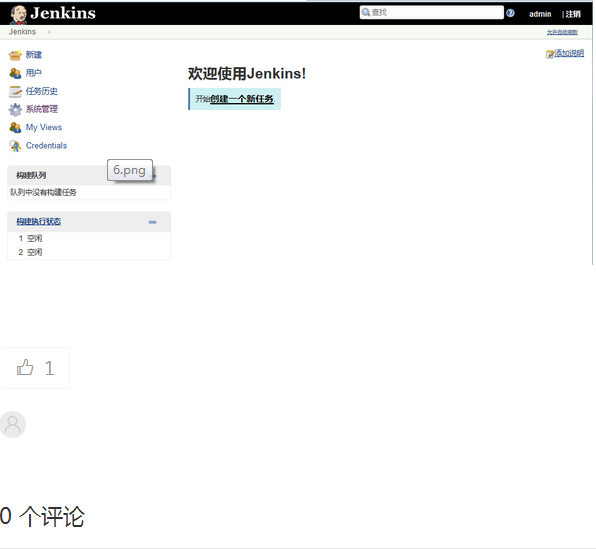 Jenkins
查找
admin
| 注销
Jenkins
允许自动刷新
新建
用户
任务历史
系统管理
My Views
Credentials
添加说明
欢迎使用Jenkins!
开始创建一个新任务
6.png
构建队列
队列中没有构建任务
构建执行状态
1 空闲
2 空闲
1
0 个评论